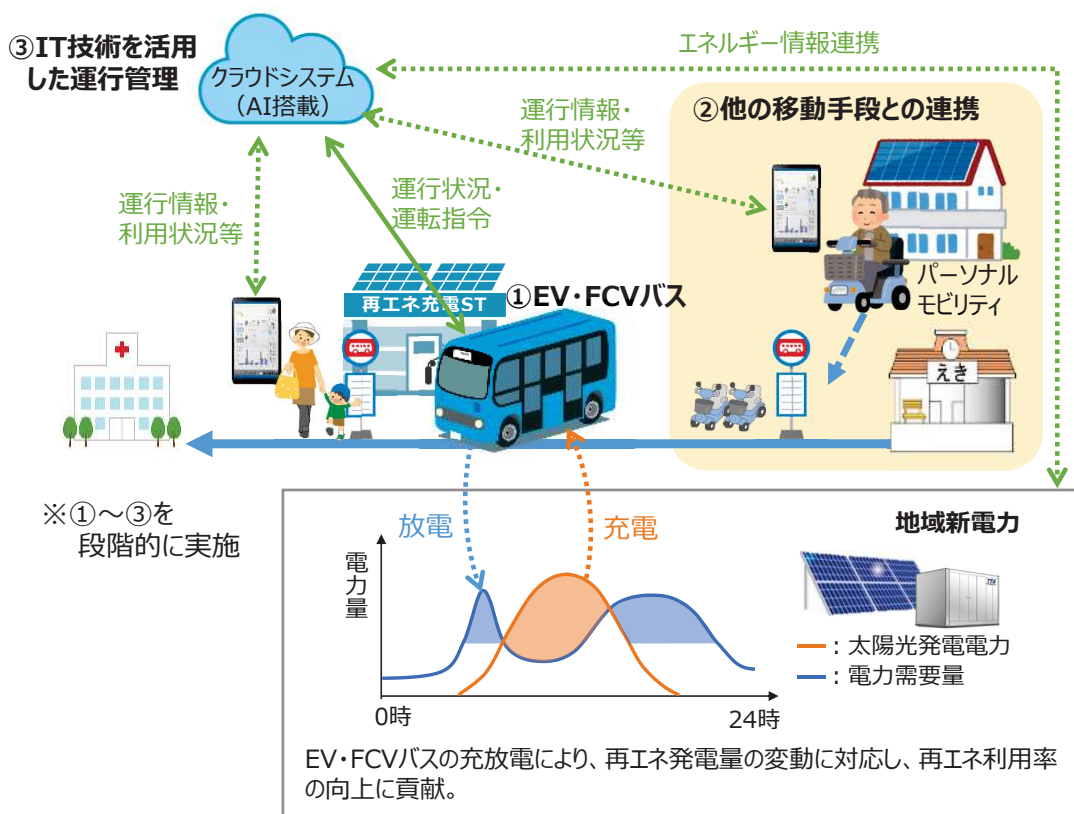 ③IT技術を活用
した運行管理
クラウドシステム
（AI搭載）
エネルギー情報連携
運行情報・
利用状況等
②他の移動手段との連携
運行情報・
利用状況等
運行状況・
運転指令
パーソナル
モビリティ
再エネ充電ST
①EV・FCVバス
えき
※①～③を
段階的に実施
放電
充電
地域新電力
電力量
：太陽光発電電力
：電力需要量
0時
24時
EV・FCVバスの充放電により、再エネ発電量の変動に対応し、再エネ利用率
の向上に貢献。